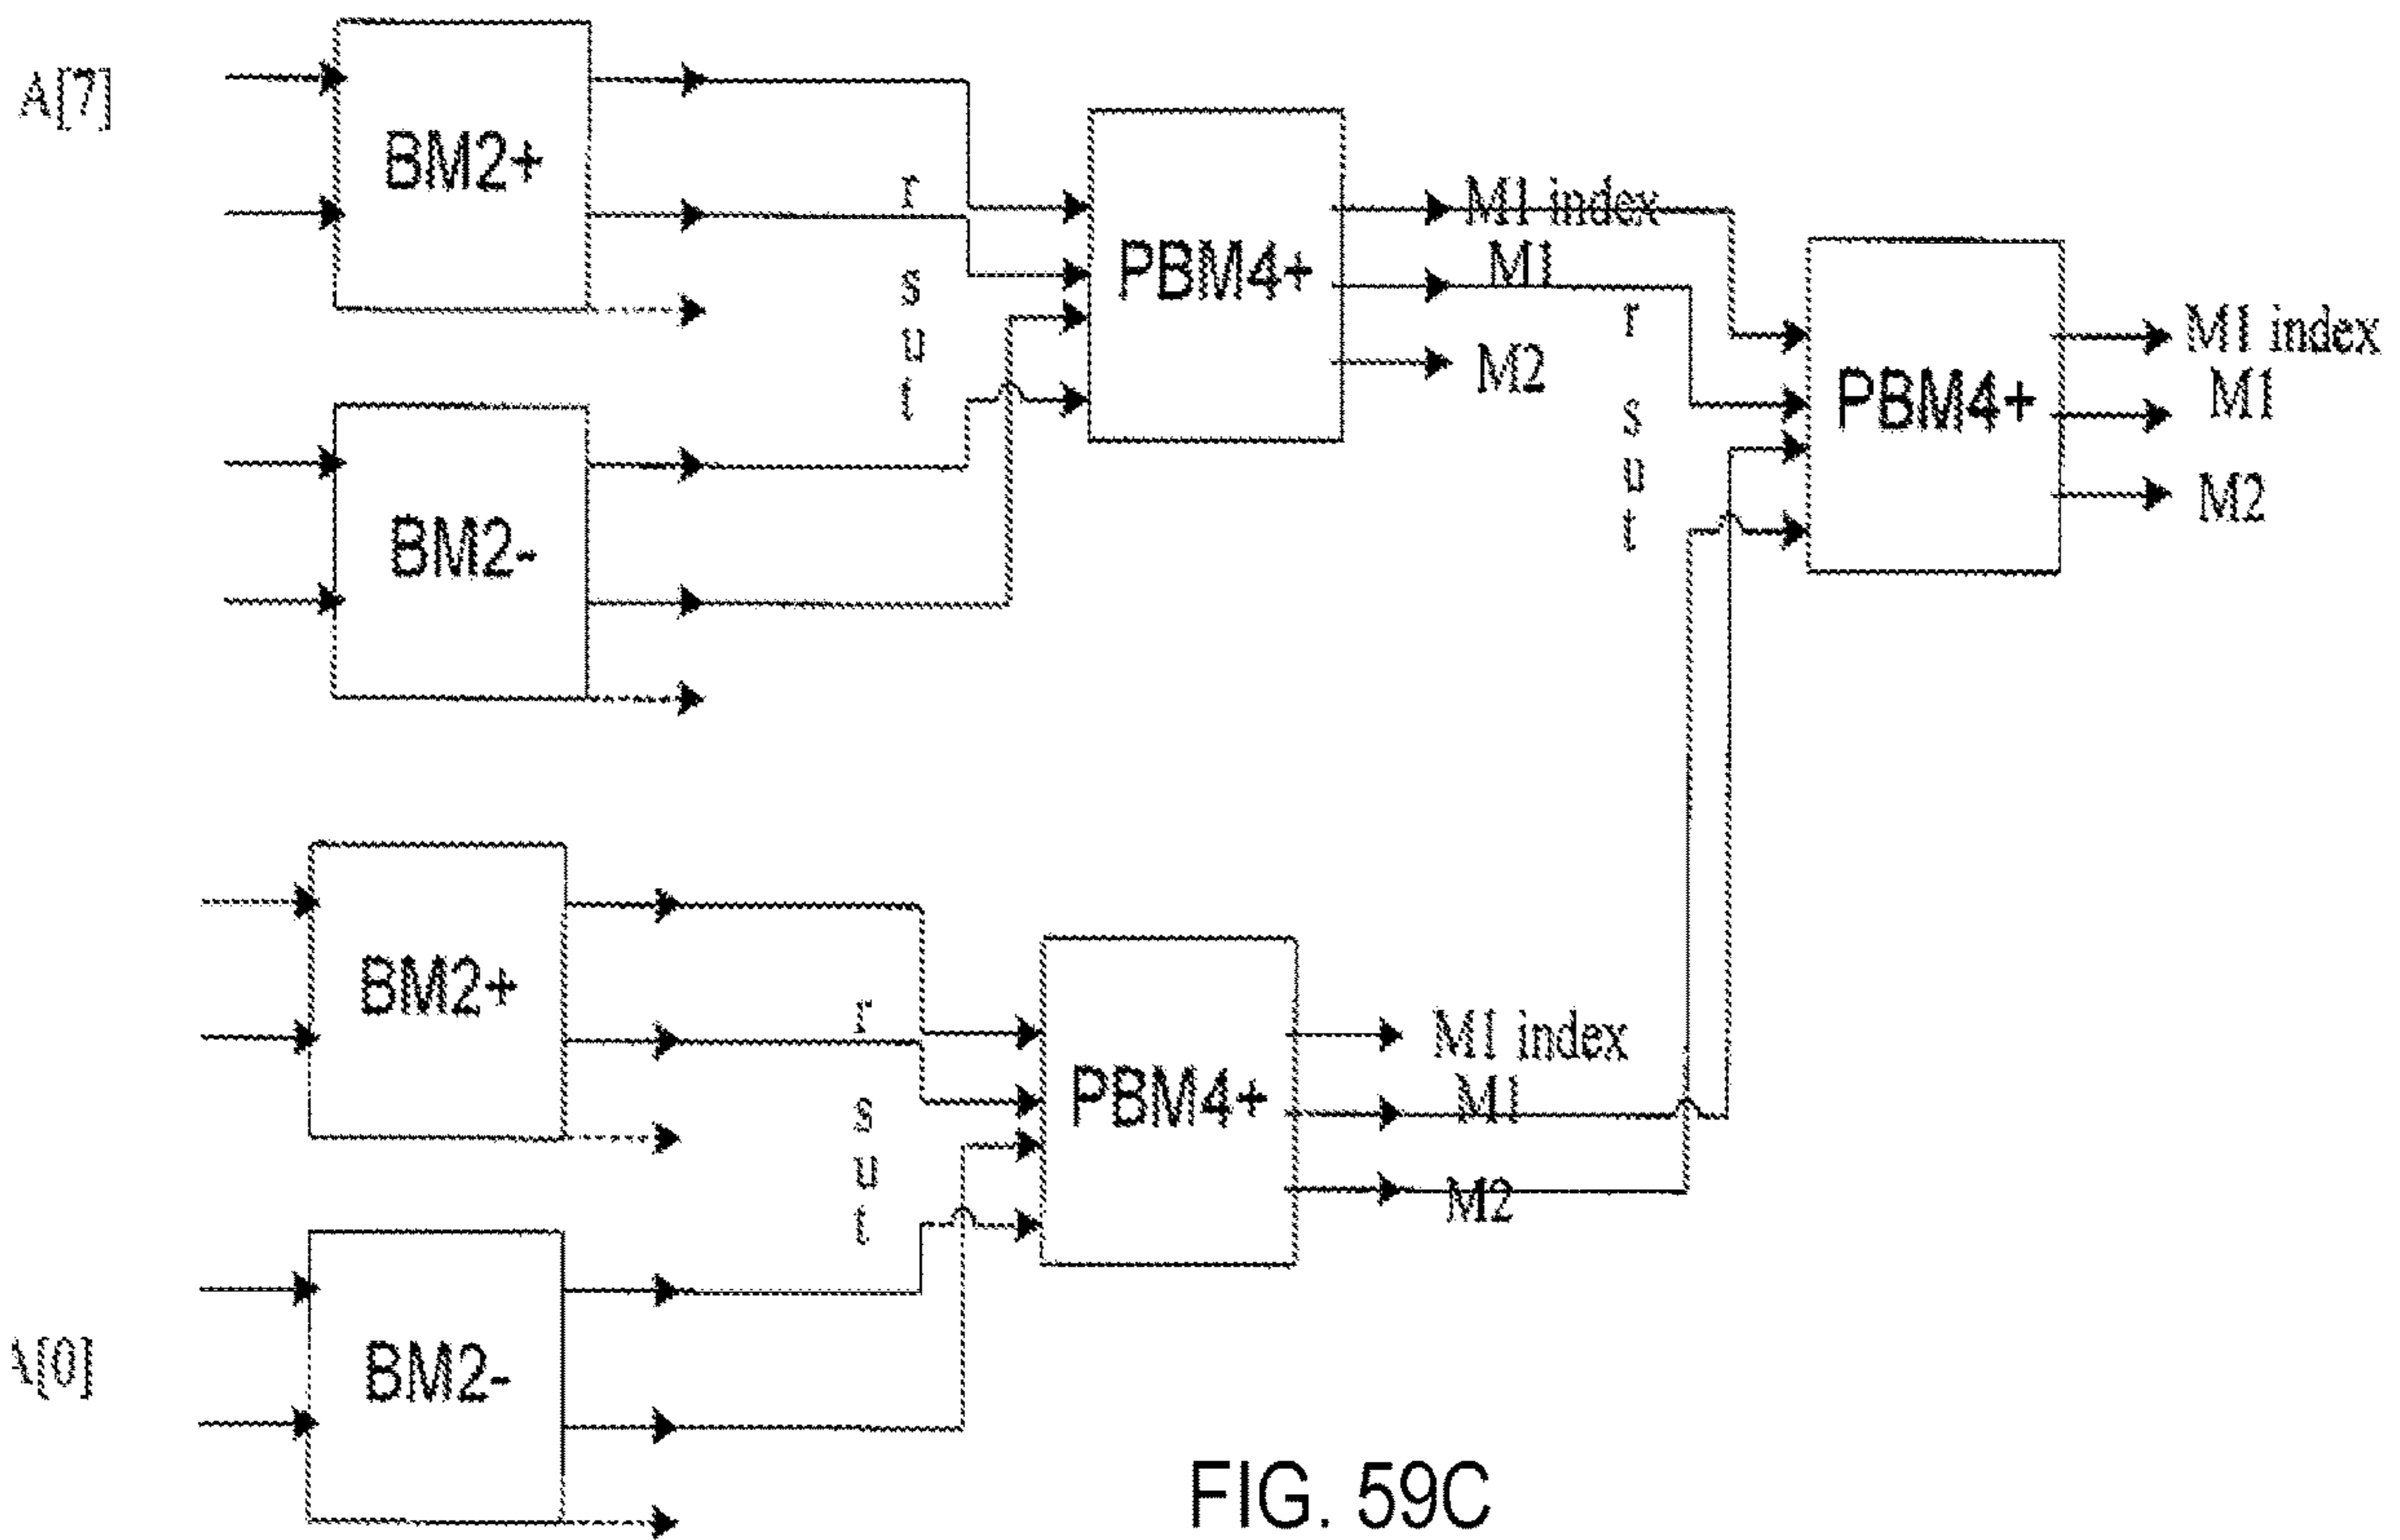 A[7]
BM2+
r
s
u
t
PBM4+
M1 index
M1
M2
BM2-
r
s
u
t
PBM4+
M1 index
M1
M2
BM2+
r
s
u
t
PBM4+
M1 index
M1
M2
[0]
BM2-
FIG. 59C